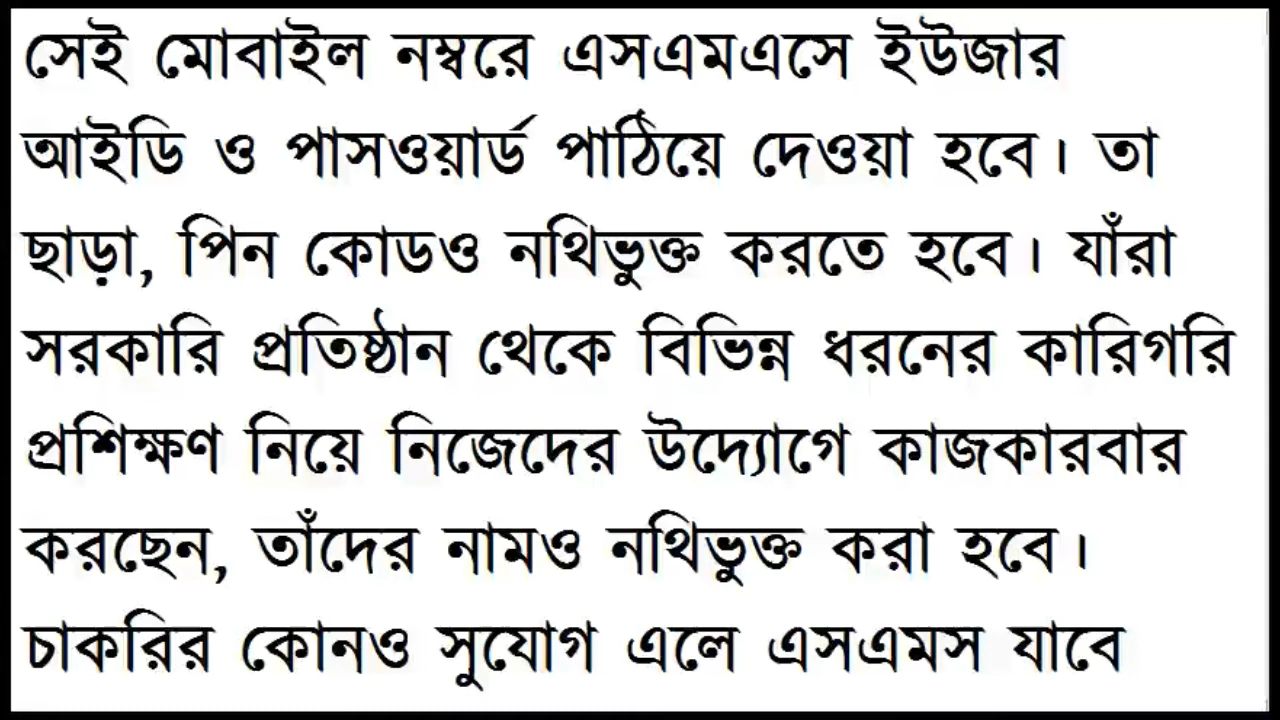 সেই মোবাইল নম্বরে এসএমএসে ইউজার
আইডি ও পাসওয়ার্ড পাঠিয়ে দেওয়া হবে। তা
ছাড়া, পিন কোডও নথিভুক্ত করতে হবে। যাঁরা
সরকারি প্রতিষ্ঠান থেকে বিভিন্ন ধরনের কারিগরি
প্রশিক্ষণ নিয়ে নিজেদের উদ্যোগে কাজকারবার
করছেন, তাঁদের নামও নথিভুক্ত করা হবে।
চাকরির কোনও সুযোগ এলে এসএমস যাবে